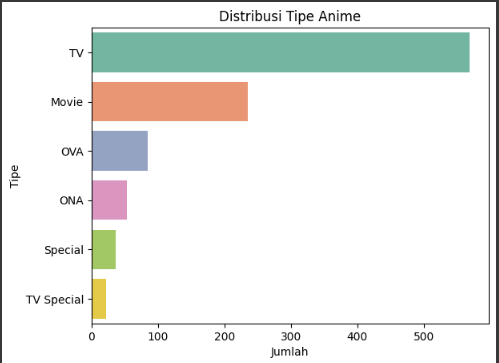 Distribusi Tipe Anime
Tipe
TV
Movie
OVA
ONA
Special
TV Special
0 100 200 300 400 500
Jumlah